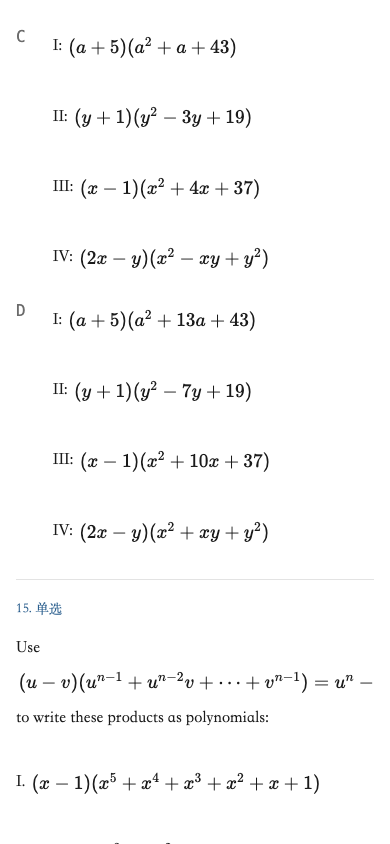 C I: (a + 5)(a² + a + 43)
II: (y + 1)(y² − 3y + 19)
III: (x − 1)(x² + 4x + 37)
IV: (2x − y)(x² − xy + y²)
D I: (a + 5)(a² + 13a + 43)
II: (y + 1)(y² − 7y + 19)
III: (x − 1)(x² + 10x + 37)
IV: (2x − y)(x² + xy + y²)
15. 单选
Use
(u − v)(uⁿ⁻¹ + uⁿ⁻²v + ⋯ + vⁿ⁻¹) = uⁿ −
to write these products as polynomials:
I. (x − 1)(x⁵ + x⁴ + x³ + x² + x + 1)